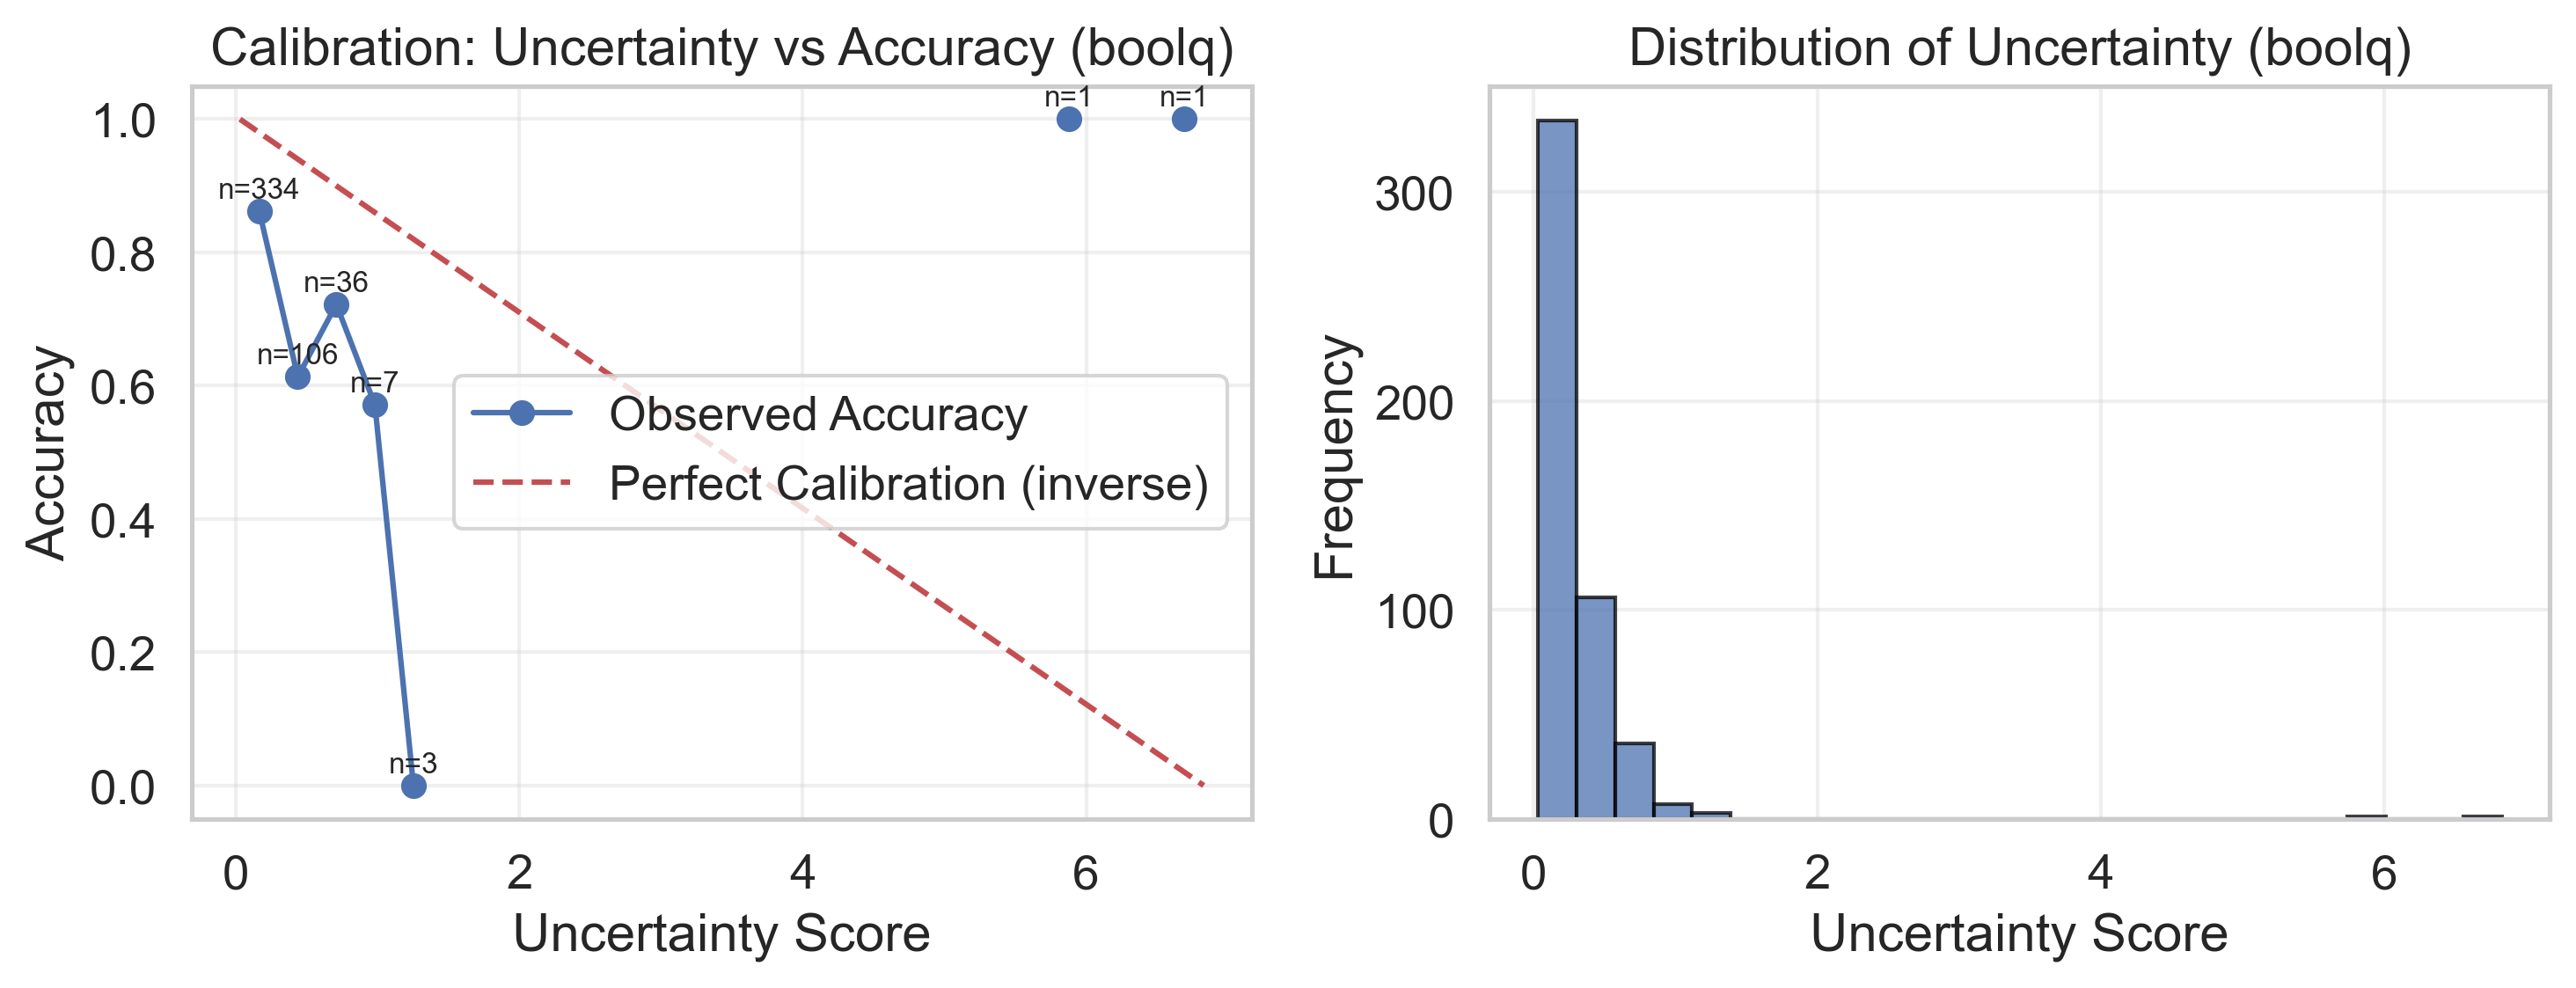 Calibration: Uncertainty vs Accuracy (boolq)
Accuracy
1.0
0.8
0.6
0.4
0.2
0.0
n=334
n=106
n=36
n=7
n=3
n=1
n=1
Observed Accuracy
Perfect Calibration (inverse)
0
2
4
6
Uncertainty Score
Distribution of Uncertainty (boolq)
Frequency
300
200
100
0
0
2
4
6
Uncertainty Score